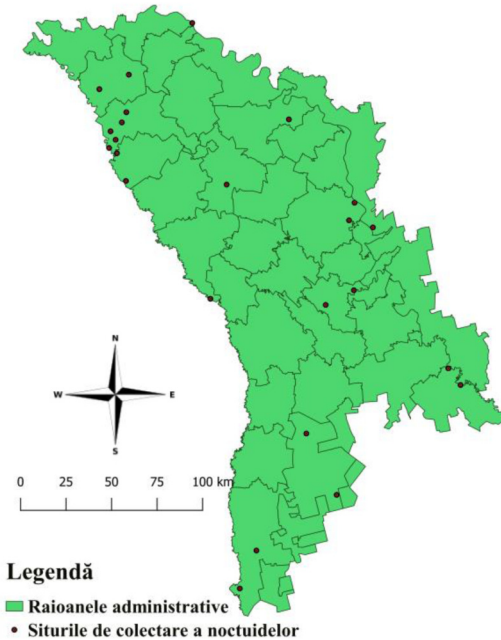 N
W E
S
0 25 50 75 100 km
Legendă
Raioanele administrative
Siturile de colectare a noctuidelor